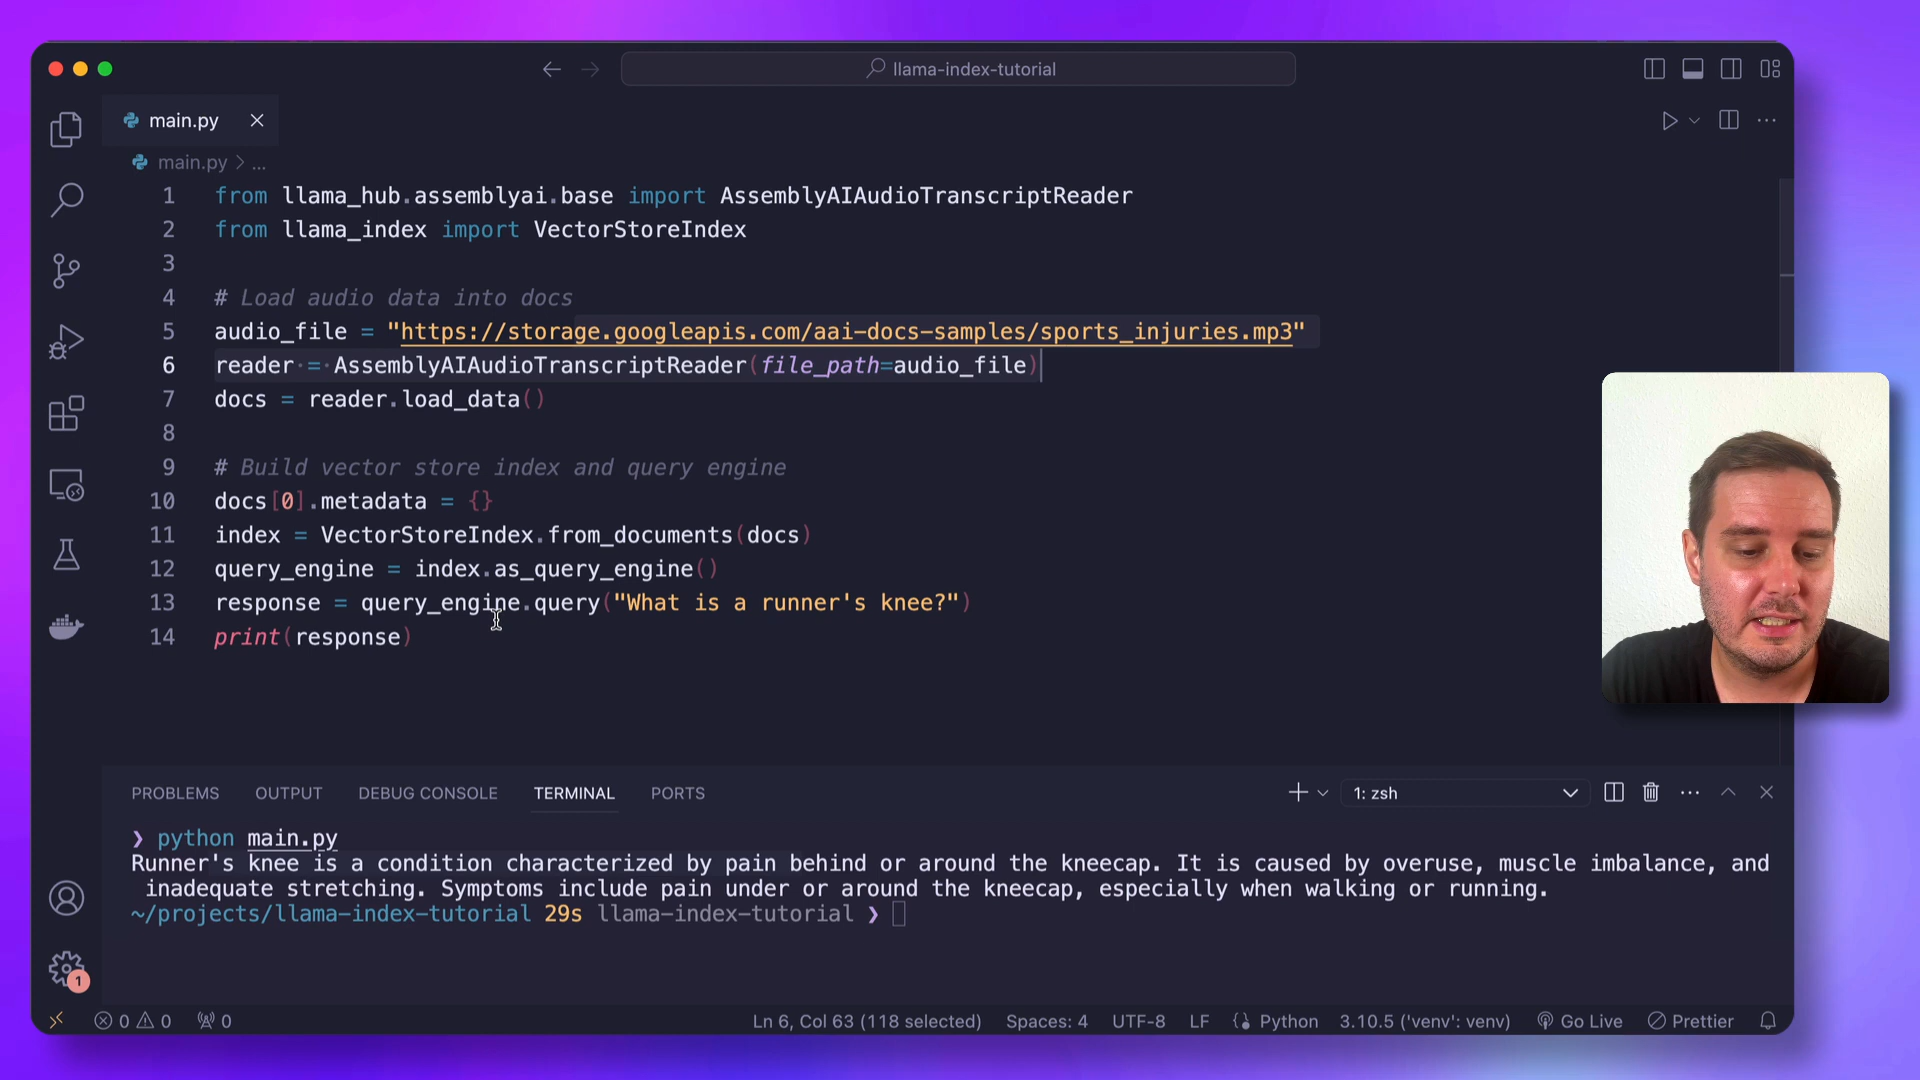 llama-index-tutorial
main.py
main.py > ...
1 from llama_hub.assemblyai.base import AssemblyAIAudioTranscriptReader
2 from llama_index import VectorStoreIndex
3
4 # Load audio data into docs
5 audio_file = "https://storage.googleapis.com/aai-docs-samples/sports_injuries.mp3"
6 reader = AssemblyAIAudioTranscriptReader(file_path=audio_file)
7 docs = reader.load_data()
8
9 # Build vector store index and query engine
10 docs[0].metadata = {}
11 index = VectorStoreIndex.from_documents(docs)
12 query_engine = index.as_query_engine()
13 response = query_engine.query("What is a runner's knee?")
14 print(response)
PROBLEMS OUTPUT DEBUG CONSOLE TERMINAL PORTS 1: zsh
❯ python main.py
Runner's knee is a condition characterized by pain behind or around the kneecap. It is caused by overuse, muscle imbalance, and
inadequate stretching. Symptoms include pain under or around the kneecap, especially when walking or running.
~/projects/llama-index-tutorial 29s llama-index-tutorial ❯
1
0 0 0 Ln 6, Col 63 (118 selected) Spaces: 4 UTF-8 LF Python 3.10.5 ('venv': venv) Go Live Prettier